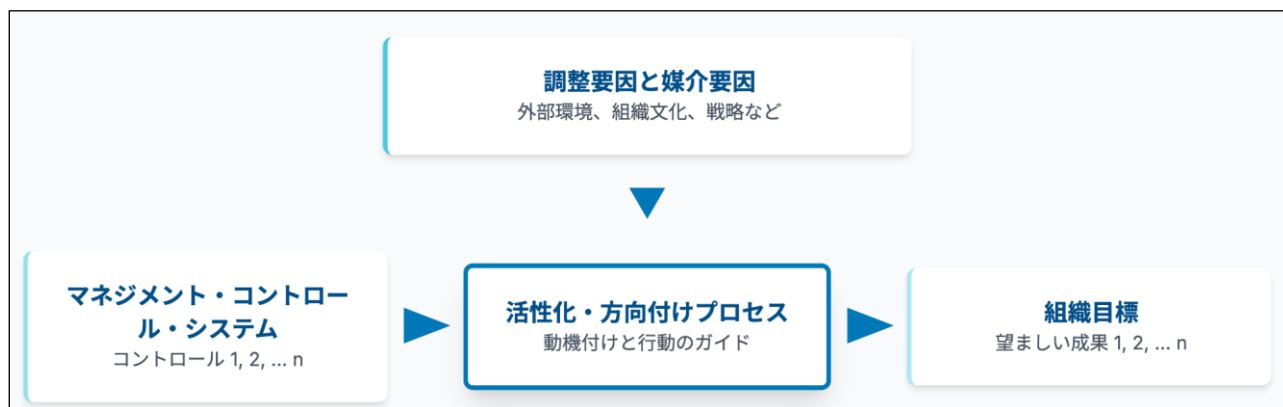 調整要因と媒介要因
外部環境、組織文化、戦略など
マネジメント・コントロー
ル・システム
コントロール 1, 2, ... n
活性化・方向付けプロセス
動機付けと行動のガイド
組織目標
望ましい成果 1, 2, ... n